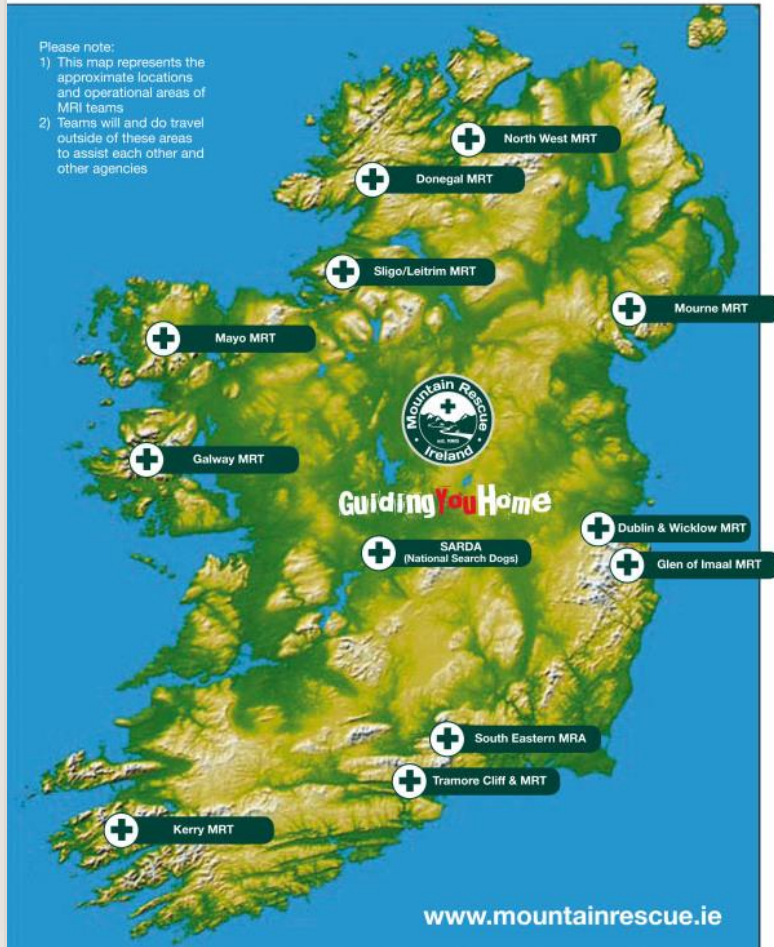 Please note:
1) This map represents the
approximate locations
and operational areas of
MRI teams
2) Teams will and do travel
outside of these areas
to assist each other and
other agencies
North West MRT
Donegal MRT
Sligo/Leitrim MRT
Mourne MRT
Mayo MRT
Mountain Rescue
est. 1965
Ireland
Galway MRT
GuidingYouHome
Dublin & Wicklow MRT
SARDA
(National Search Dogs)
Glen of Imaal MRT
South Eastern MRA
Tramore Cliff & MRT
Kerry MRT
www.mountainrescue.ie